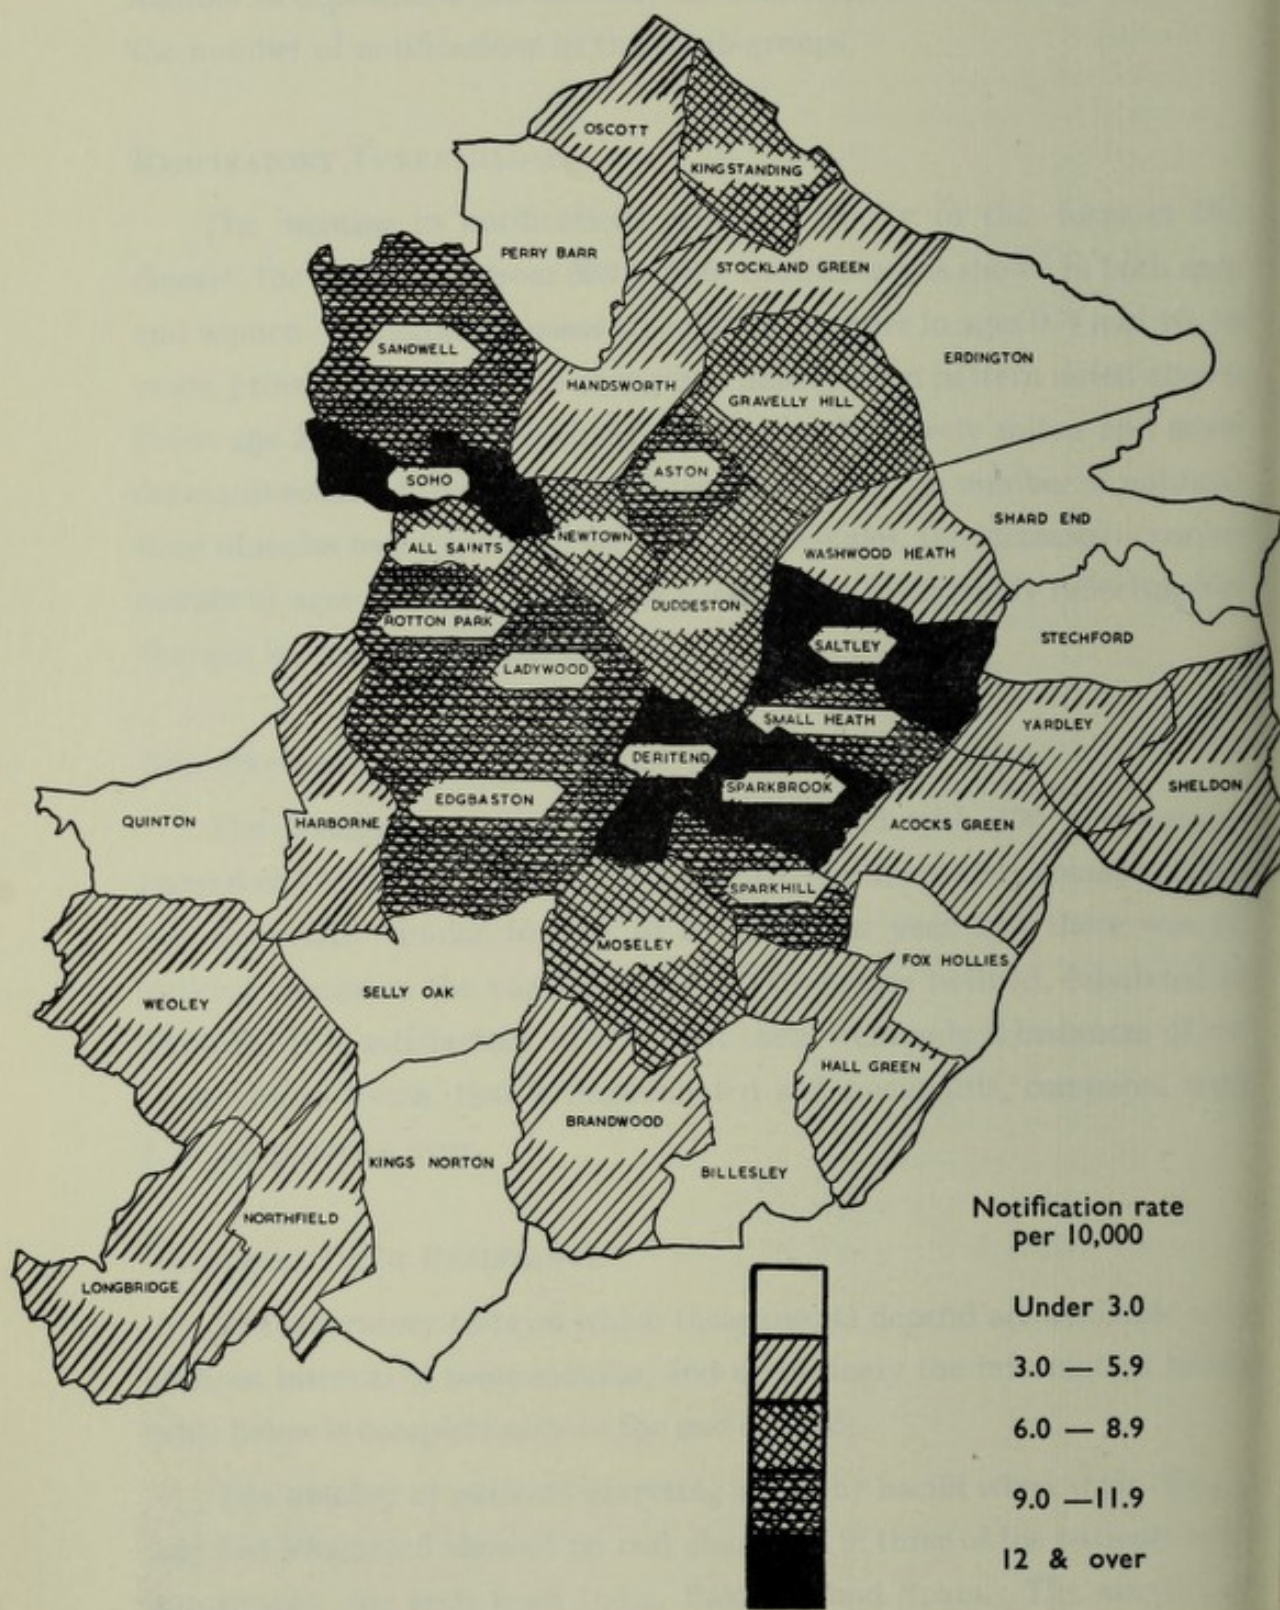 OSCOTT
KINGSTANDING
PERRY BARR
STOCKLAND GREEN
SANDWELL
HANDSWORTH
ERDINGTON
GRAVELLY HILL
SOHO
ASTON
SHARD END
ALL SAINTS
NEWTOWN
WASHWOOD HEATH
ROTTON PARK
DUDDESTON
STECHFORD
LADYWOOD
SALTLEY
SMALL HEATH
YARDLEY
DERITEND
SPARKBROOK
SHELDON
EDGBASTON
QUINTON
HARBORNE
ACOCKS GREEN
SPARKHILL
MOSELEY
FOX HOLLIES
WEOLEY
SELLY OAK
HALL GREEN
BRANDWOOD
KINGS NORTON
BILLESLEY
NORTHFIELD
LONGBRIDGE
Notification rate
per 10,000
Under 3.0
3.0 — 5.9
6.0 — 8.9
9.0 — 11.9
12 & over